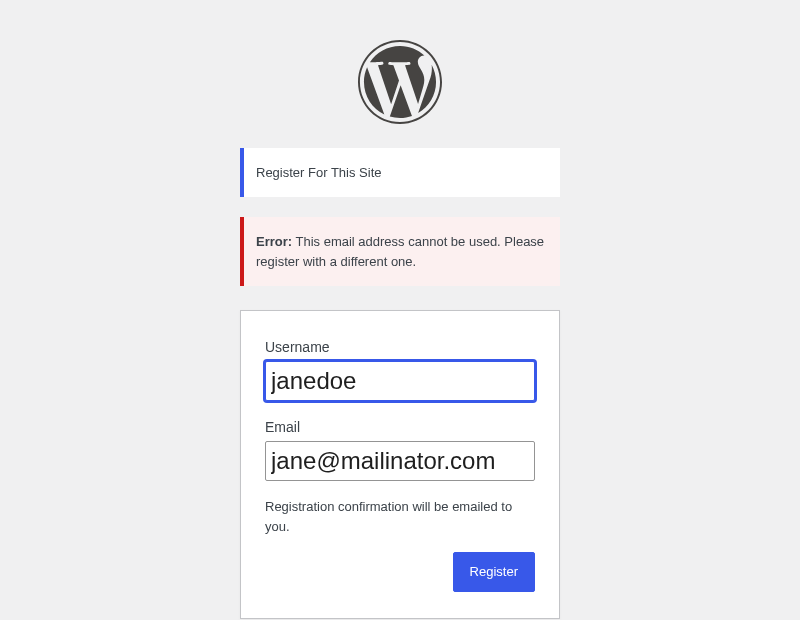 Register For This Site
Error: This email address cannot be used. Please
register with a different one.
Username
janedoe
Email
jane@mailinator.com
Registration confirmation will be emailed to
you.
Register